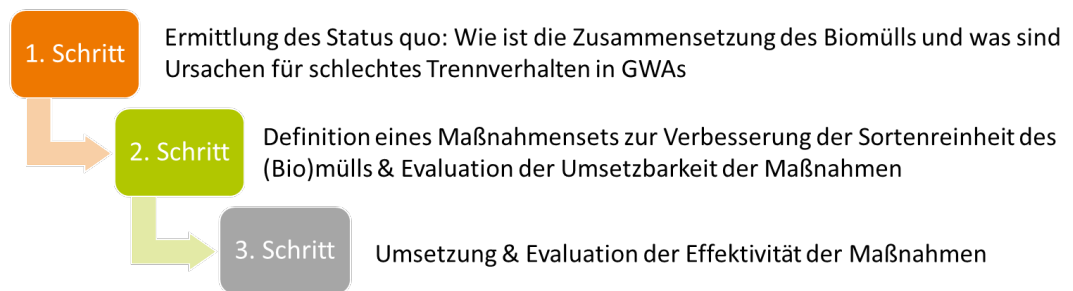 1. Schritt
Ermittlung des Status quo: Wie ist die Zusammensetzung des Biomülls und was sind
Ursachen für schlechtes Trennverhalten in GWAs
2. Schritt
Definition eines Maßnahmensets zur Verbesserung der Sortenreinheit des
(Bio)mülls & Evaluation der Umsetzbarkeit der Maßnahmen
3. Schritt
Umsetzung & Evaluation der Effektivität der Maßnahmen